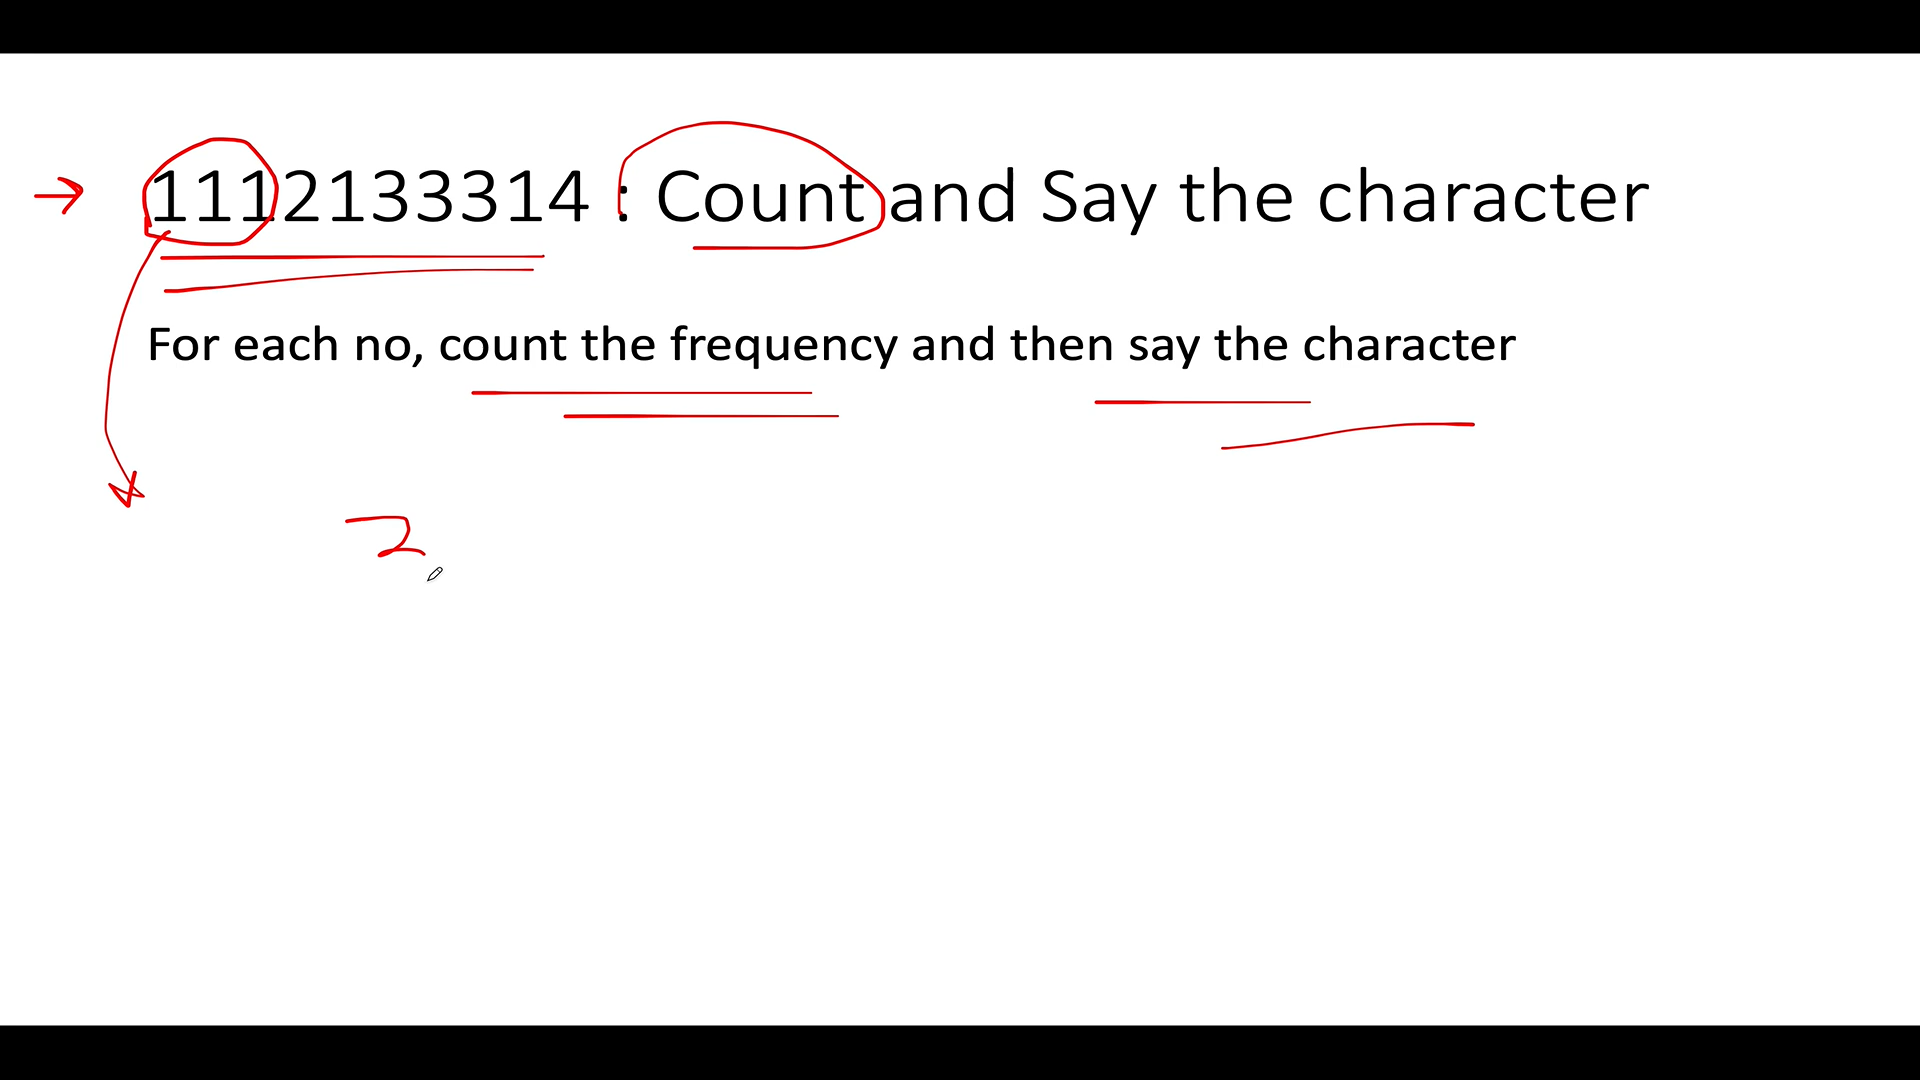 1112133314 : Count and Say the character
For each no, count the frequency and then say the character